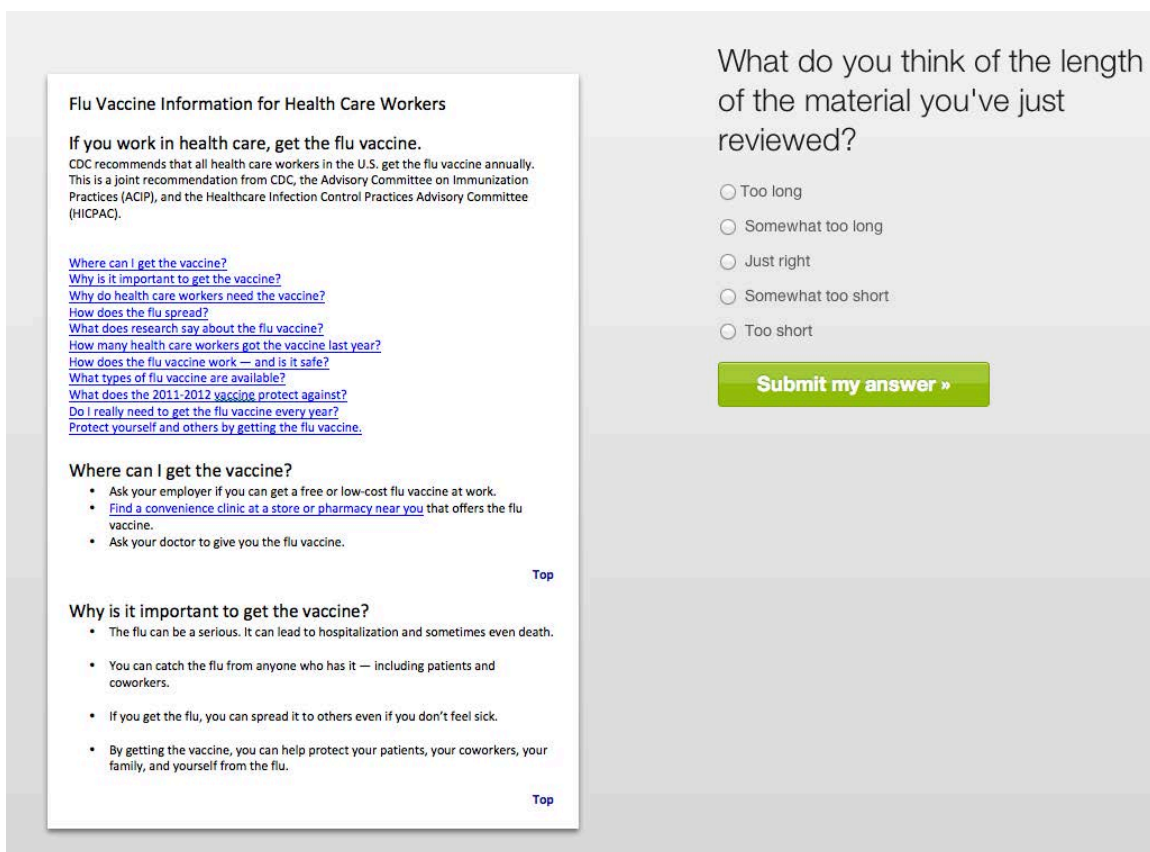 Flu Vaccine Information for Health Care Workers
If you work in health care, get the flu vaccine.
CDC recommends that all health care workers in the U.S. get the flu vaccine annually.
This is a joint recommendation from CDC, the Advisory Committee on Immunization
Practices (ACIP), and the Healthcare Infection Control Practices Advisory Committee
(HICPAC).
Where can I get the vaccine?
Why is it important to get the vaccine?
Why do health care workers need the vaccine?
How does the flu spread?
What does research say about the flu vaccine?
How many health care workers got the vaccine last year?
How does the flu vaccine work — and is it safe?
What types of flu vaccine are available?
What does the 2011-2012 vaccine protect against?
Do I really need to get the flu vaccine every year?
Protect yourself and others by getting the flu vaccine.
Where can I get the vaccine?
• Ask your employer if you can get a free or low-cost flu vaccine at work.
• Find a convenience clinic at a store or pharmacy near you that offers the flu
vaccine.
• Ask your doctor to give you the flu vaccine.
Top
Why is it important to get the vaccine?
• The flu can be a serious. It can lead to hospitalization and sometimes even death.
• You can catch the flu from anyone who has it — including patients and
coworkers.
• If you get the flu, you can spread it to others even if you don't feel sick.
• By getting the vaccine, you can help protect your patients, your coworkers, your
family, and yourself from the flu.
Top
What do you think of the length
of the material you've just
reviewed?
Too long
Somewhat too long
Just right
Somewhat too short
Too short
Submit my answer »